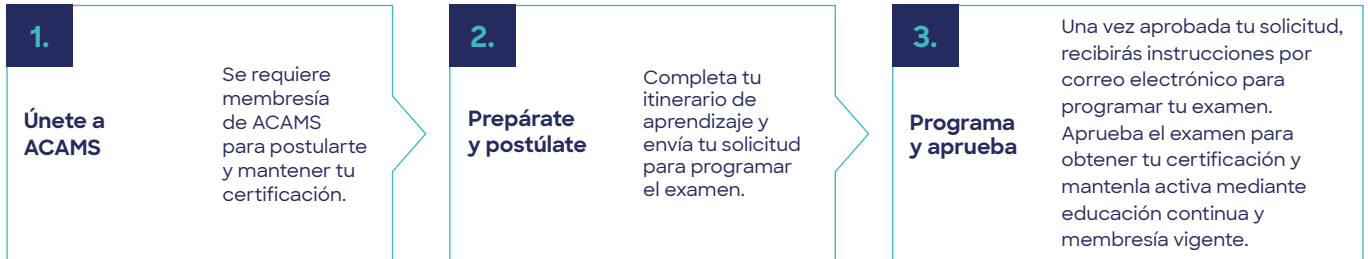 1.
Únete a
ACAMS
Se requiere
membresía
de ACAMS
para postularte
y mantener tu
certificación.
2.
Prepárate
y postúlate
Completa tu
itinerario de
aprendizaje y
envía tu solicitud
para programar
el examen.
3.
Programa
y aprueba
Una vez aprobada tu solicitud,
recibirás instrucciones por
correo electrónico para
programar tu examen.
Aprueba el examen para
obtener tu certificación y
mantenla activa mediante
educación continua y
membresía vigente.